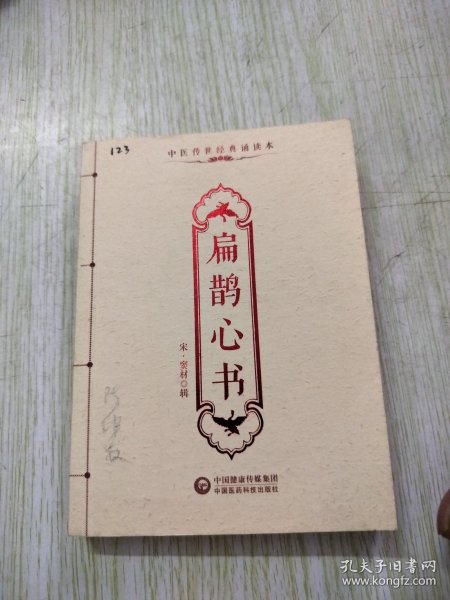 123
中医传世经典诵读本
扁鹊心书
宋·窦材◎辑
中国健康传媒集团
中国医药科技出版社
孔夫子旧书网
www.kongfz.com